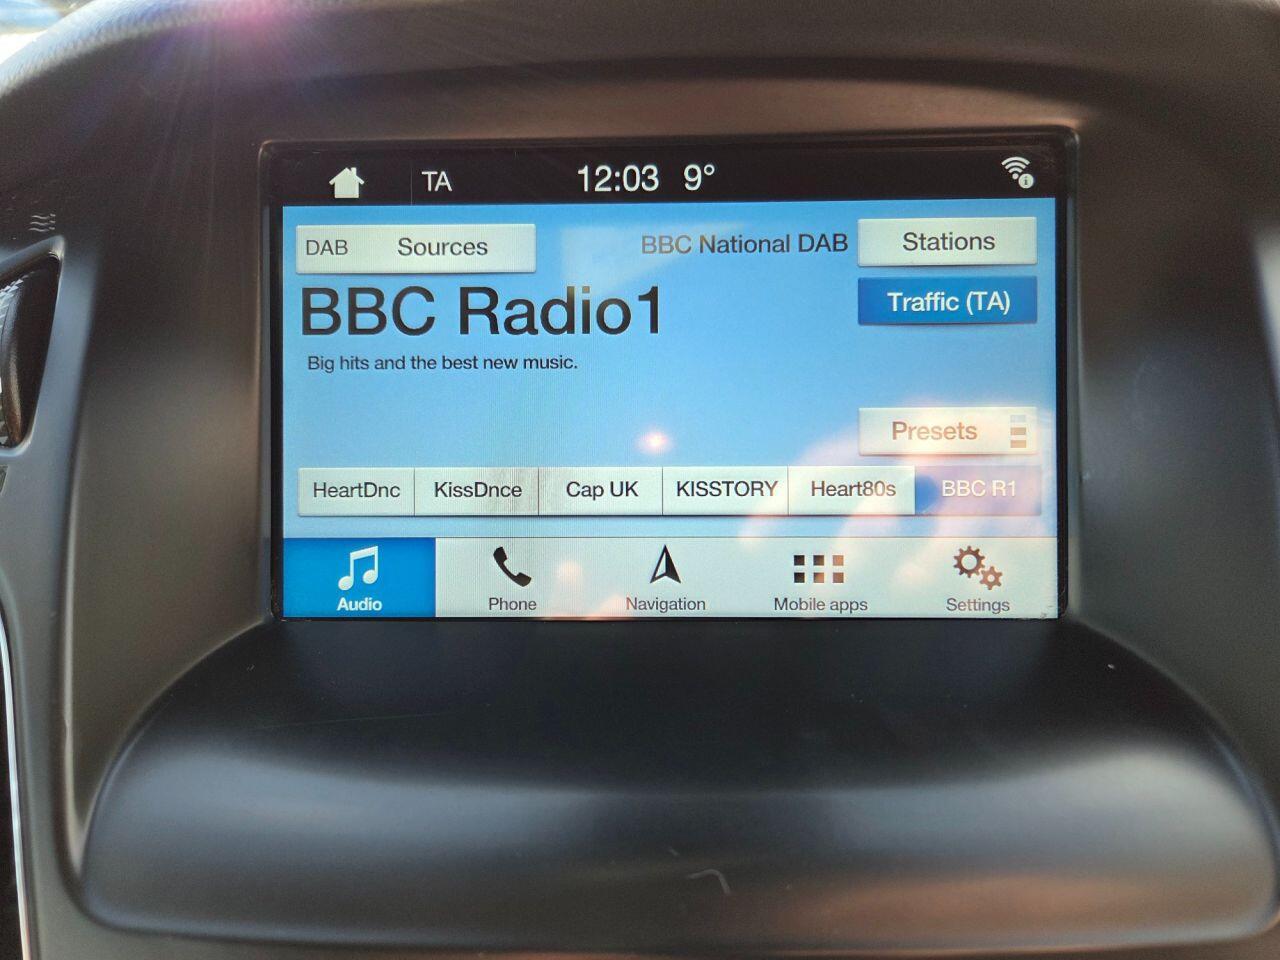 TA 12:03 9°
DAB Sources BBC National DAB Stations
BBC Radio1 Traffic (TA)
Big hits and the best new music.
Presets
HeartDnc KissDnce Cap UK KISSTORY Heart80s BBC R1
Audio Phone Navigation Mobile apps Settings